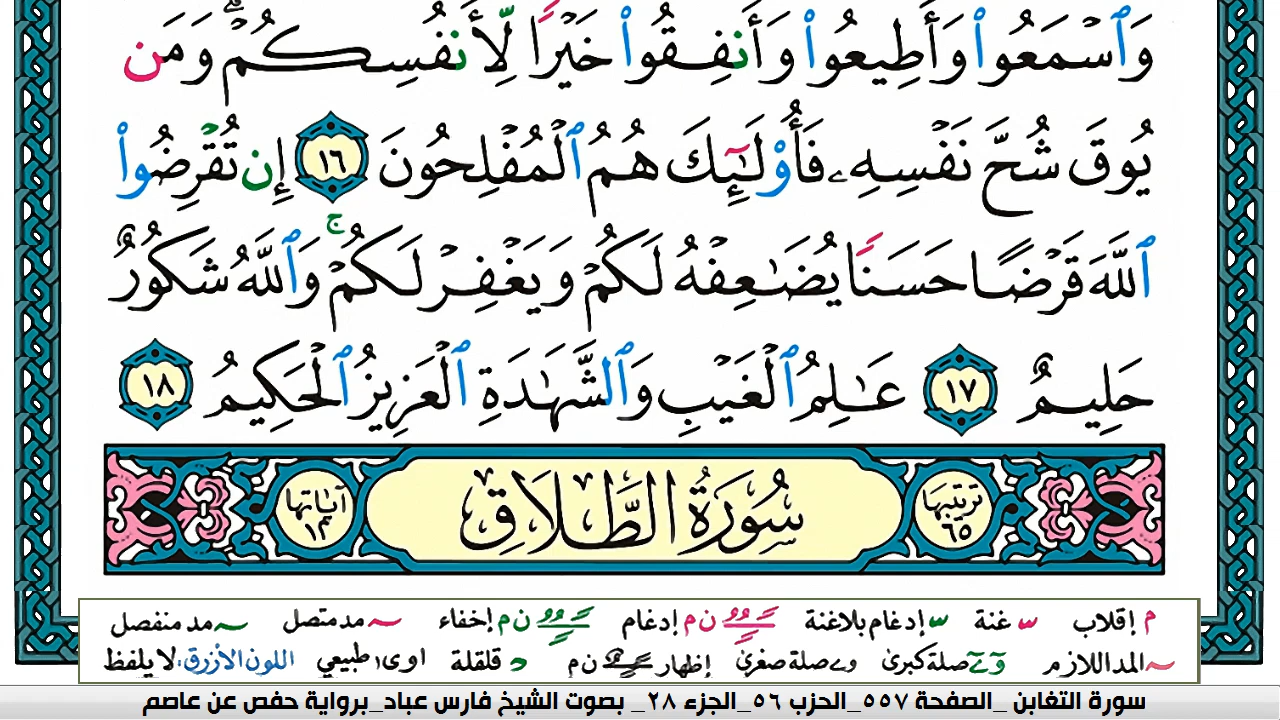 وَٱسْمَعُوا۟ وَأَطِيعُوا۟ وَأَنفِقُوا۟ خَيْرًا لِّأَنفُسِكُمْ ۗ وَمَن
يُوقَ شُحَّ نَفْسِهِۦ فَأُو۟لَـٰٓئِكَ هُمُ ٱلْمُفْلِحُونَ ١٦ إِن تُقْرِضُوا۟
ٱللَّهَ قَرْضًا حَسَنًا يُضَـٰعِفْهُ لَكُمْ وَيَغْفِرْ لَكُمْ ۚ وَٱللَّهُ شَكُورٌ
حَلِيمٌ ١٧ عَـٰلِمُ ٱلْغَيْبِ وَٱلشَّهَـٰدَةِ ٱلْعَزِيزُ ٱلْحَكِيمُ ١٨
ترتيبها ٦٥ سُورَةُ الطَّلَاقِ آياتها ١٢
م إقلاب غنة إدغام بلاغنة ن م إدغام ن م إخفاء مد متصل مد منفصل
المد اللازم صلة كبرى صلة صغرى إظهار ن م قلقلة اوى طبيعي اللون الأزرق: لا يلفظ
سورة التغابن _الصفحة ٥٥٧_الحزب ٥٦_الجزء ٢٨_ بصوت الشيخ فارس عباد_برواية حفص عن عاصم